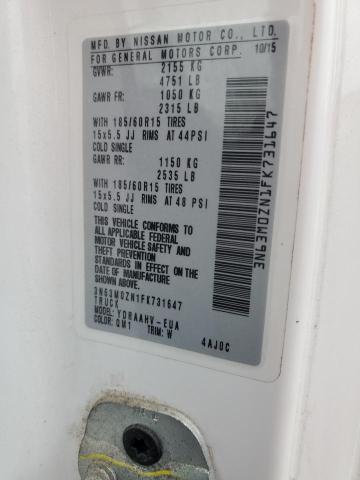 MFD. BY NISSAN MOTOR CO., LTD.
FOR GENERAL MOTORS CORP. 10/15
GVWR: 2155 KG
4751 LB
GAWR FR: 1050 KG
2315 LB
WITH 185/60R15 TIRES
15x5.5 JJ RIMS AT 44PSI
COLD SINGLE
GAWR RR: 1150 KG
2535 LB
WITH 185/60R15 TIRES
15x5.5 JJ RIMS AT 48 PSI
COLD SINGLE
THIS VEHICLE CONFORMS TO
ALL APPLICABLE FEDERAL
MOTOR VEHICLE SAFETY AND
THEFT PREVENTION
STANDARDS IN EFFECT ON
THE DATE OF MANUFACTURE
SHOWN ABOVE.
3N63M0ZN1FK731647
TRUCK
MODEL: YDRAAHV-EUA
COLOR: QM1 TRIM: W
4AJ0C
3N63M0ZN1FK731647